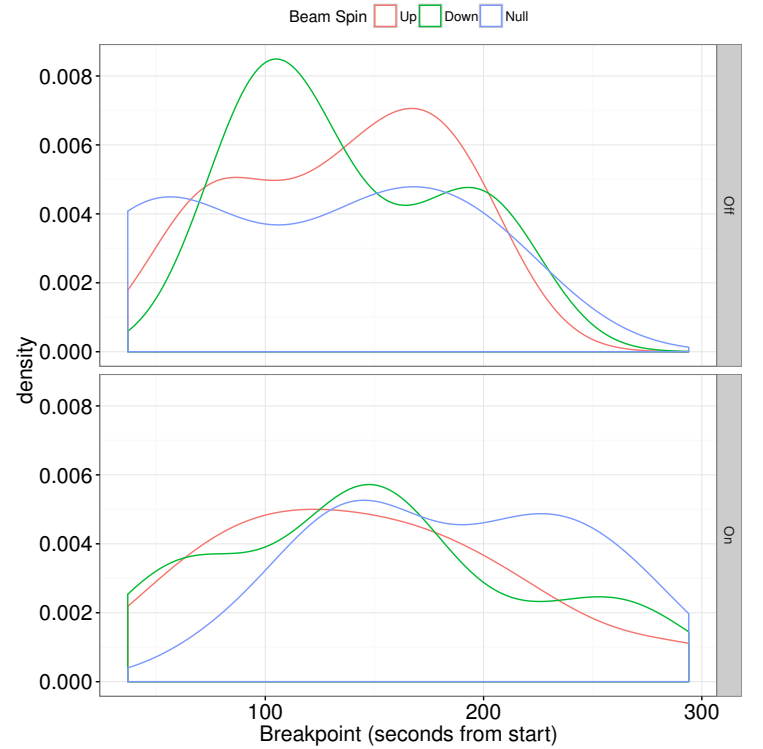 Beam Spin Up Down Null
0.008
0.006
0.004
0.002
0.000
Off
density
0.008
0.006
0.004
0.002
0.000
On
100 200 300
Breakpoint (seconds from start)